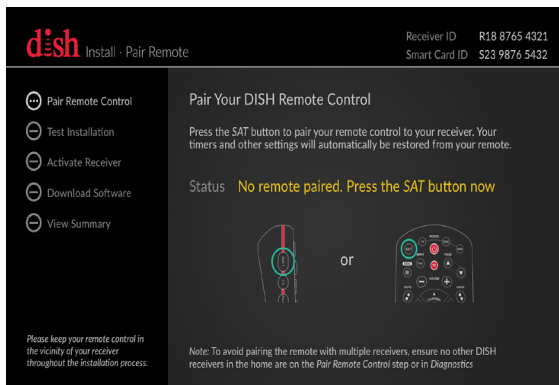 dish Install · Pair Remote
Receiver ID R18 8765 4321
Smart Card ID S23 9876 5432
Pair Remote Control
Test Installation
Activate Receiver
Download Software
View Summary
Please keep your remote control in
the vicinity of your receiver
throughout the installation process.
Pair Your DISH Remote Control
Press the SAT button to pair your remote control to your receiver. Your
timers and other settings will automatically be restored from your remote.
Status No remote paired. Press the SAT button now
or
Note: To avoid pairing the remote with multiple receivers, ensure no other DISH
receivers in the home are on the Pair Remote Control step or in Diagnostics